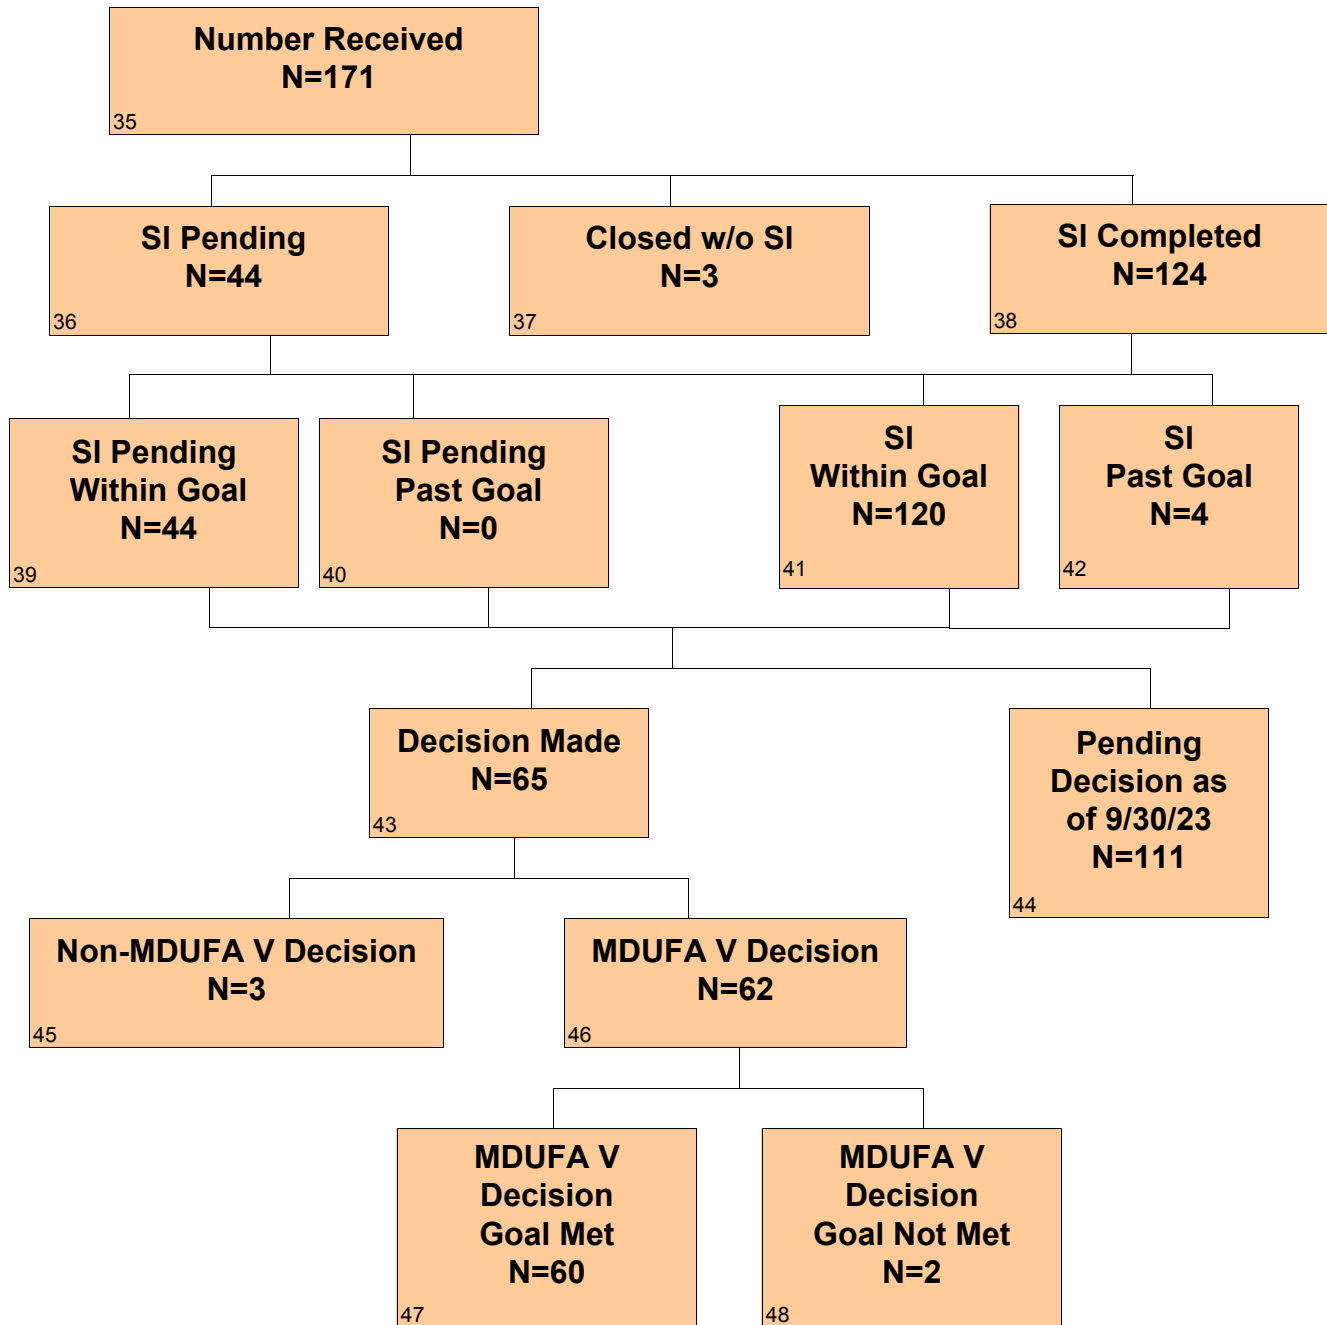 Number Received
N=171
35
SI Pending
N=44
36
Closed w/o SI
N=3
37
SI Completed
N=124
38
SI Pending
Within Goal
N=44
39
SI Pending
Past Goal
N=0
40
SI
Within Goal
N=120
41
SI
Past Goal
N=4
42
Decision Made
N=65
43
Pending
Decision as
of 9/30/23
N=111
44
Non-MDUFA V Decision
N=3
45
MDUFA V Decision
N=62
46
MDUFA V
Decision
Goal Met
N=60
47
MDUFA V
Decision
Goal Not Met
N=2
48